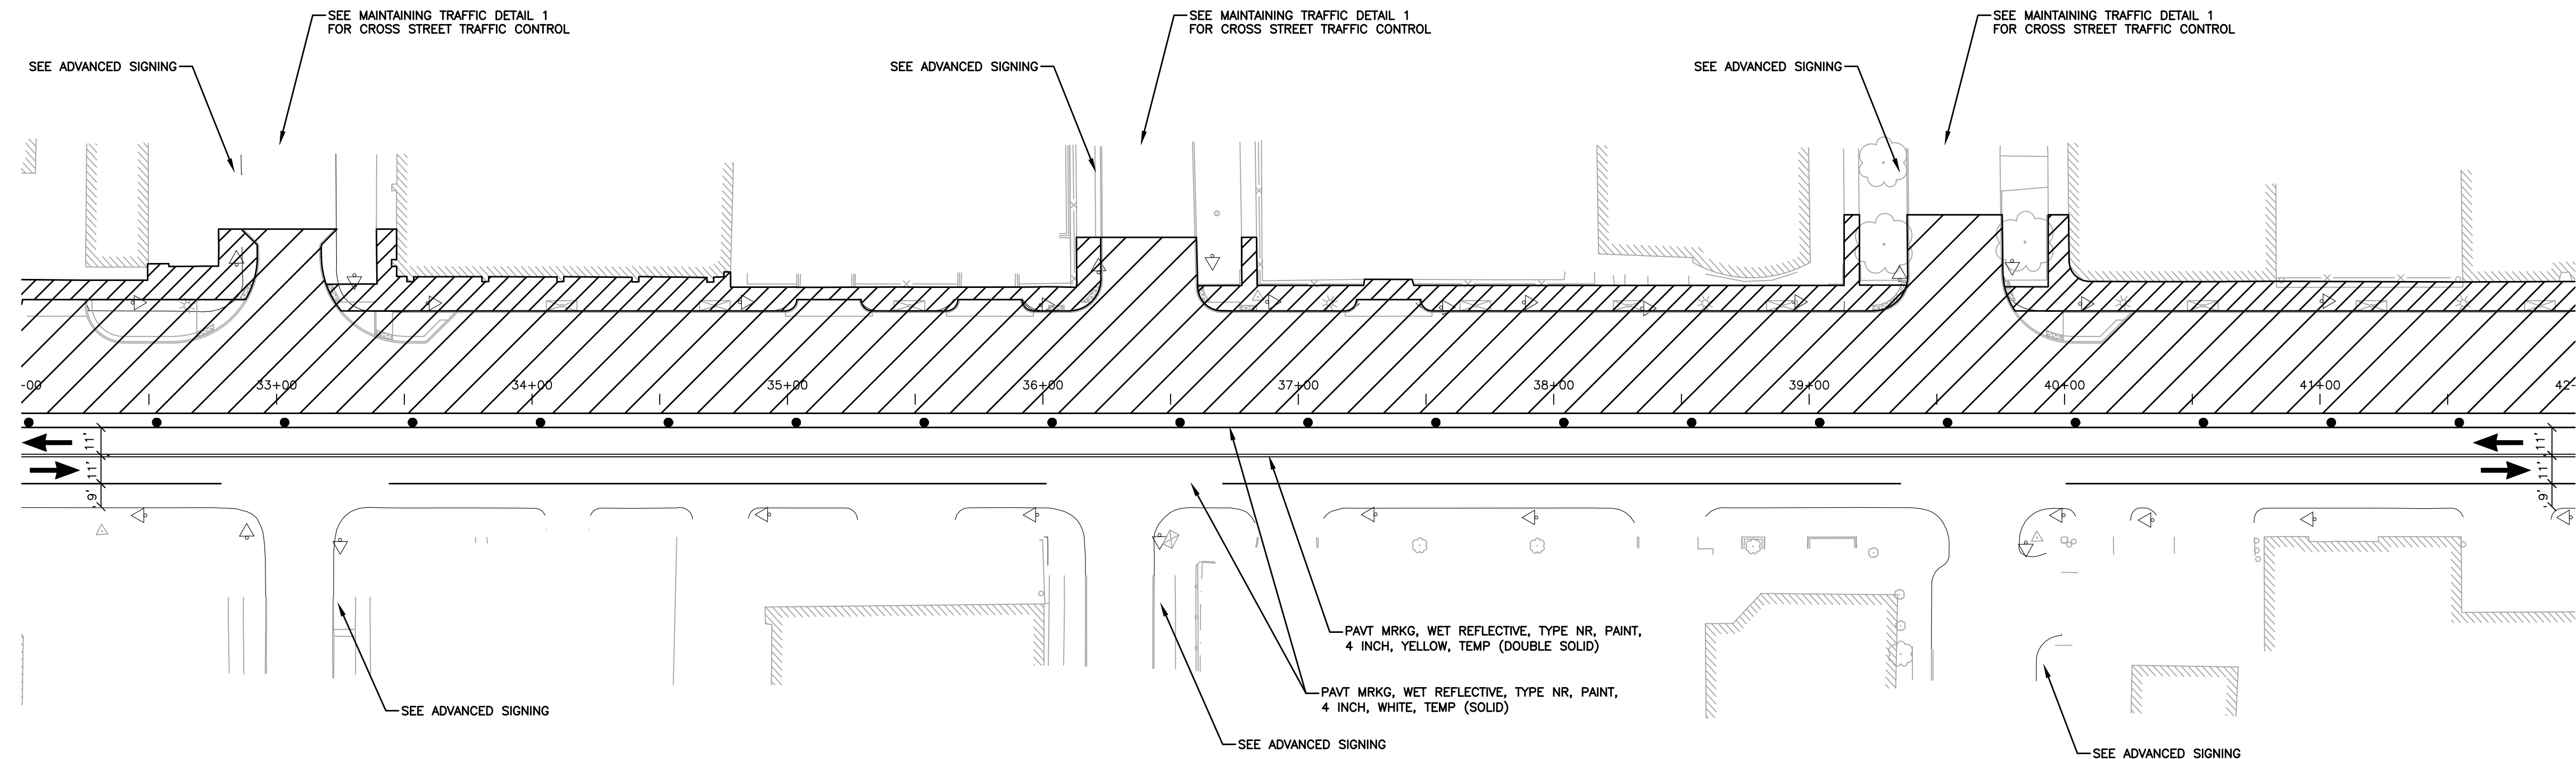 SEE MAINTAINING TRAFFIC DETAIL 1
FOR CROSS STREET TRAFFIC CONTROL
SEE MAINTAINING TRAFFIC DETAIL 1
FOR CROSS STREET TRAFFIC CONTROL
SEE MAINTAINING TRAFFIC DETAIL 1
FOR CROSS STREET TRAFFIC CONTROL
SEE ADVANCED SIGNING
SEE ADVANCED SIGNING
SEE ADVANCED SIGNING
-00
33+00
34+00
35+00
36+00
37+00
38+00
39+00
40+00
41+00
42-
11'
11'
9'
11'
11'
9'
PAVT MRKG, WET REFLECTIVE, TYPE NR, PAINT,
4 INCH, YELLOW, TEMP (DOUBLE SOLID)
PAVT MRKG, WET REFLECTIVE, TYPE NR, PAINT,
4 INCH, WHITE, TEMP (SOLID)
SEE ADVANCED SIGNING
SEE ADVANCED SIGNING
SEE ADVANCED SIGNING